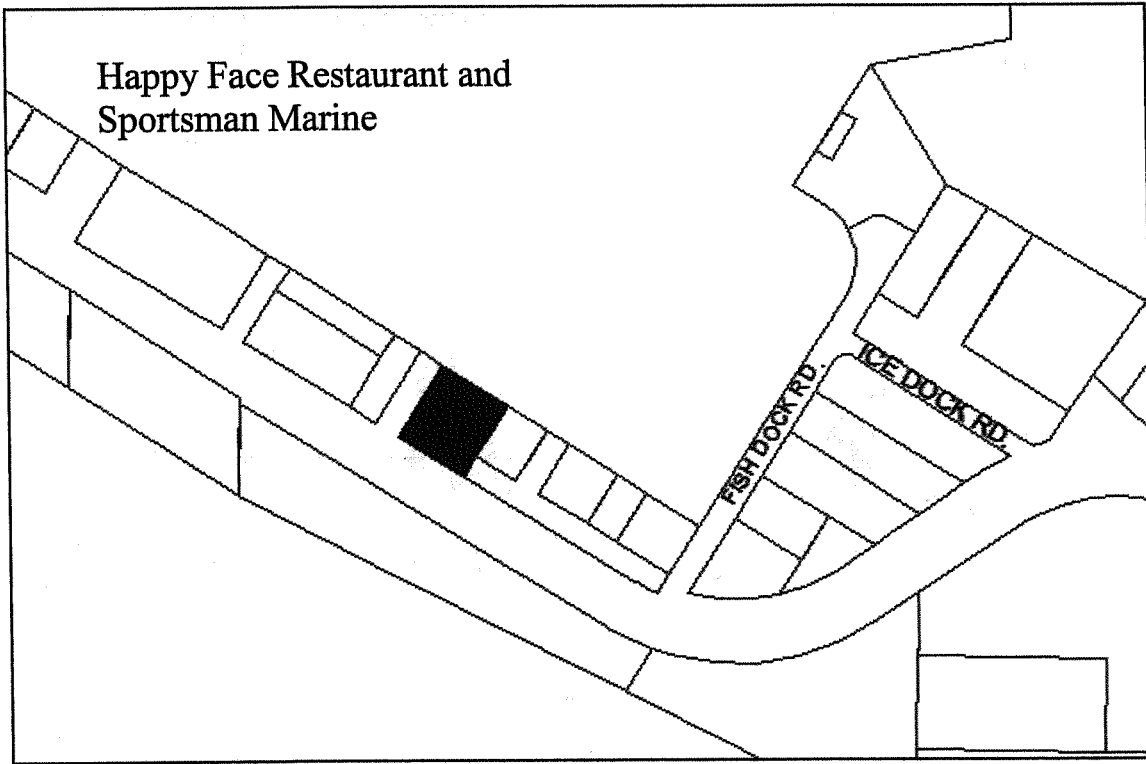 Happy Face Restaurant and
Sportsman Marine
ICE DOCK RD.
FISH DOCK RD.